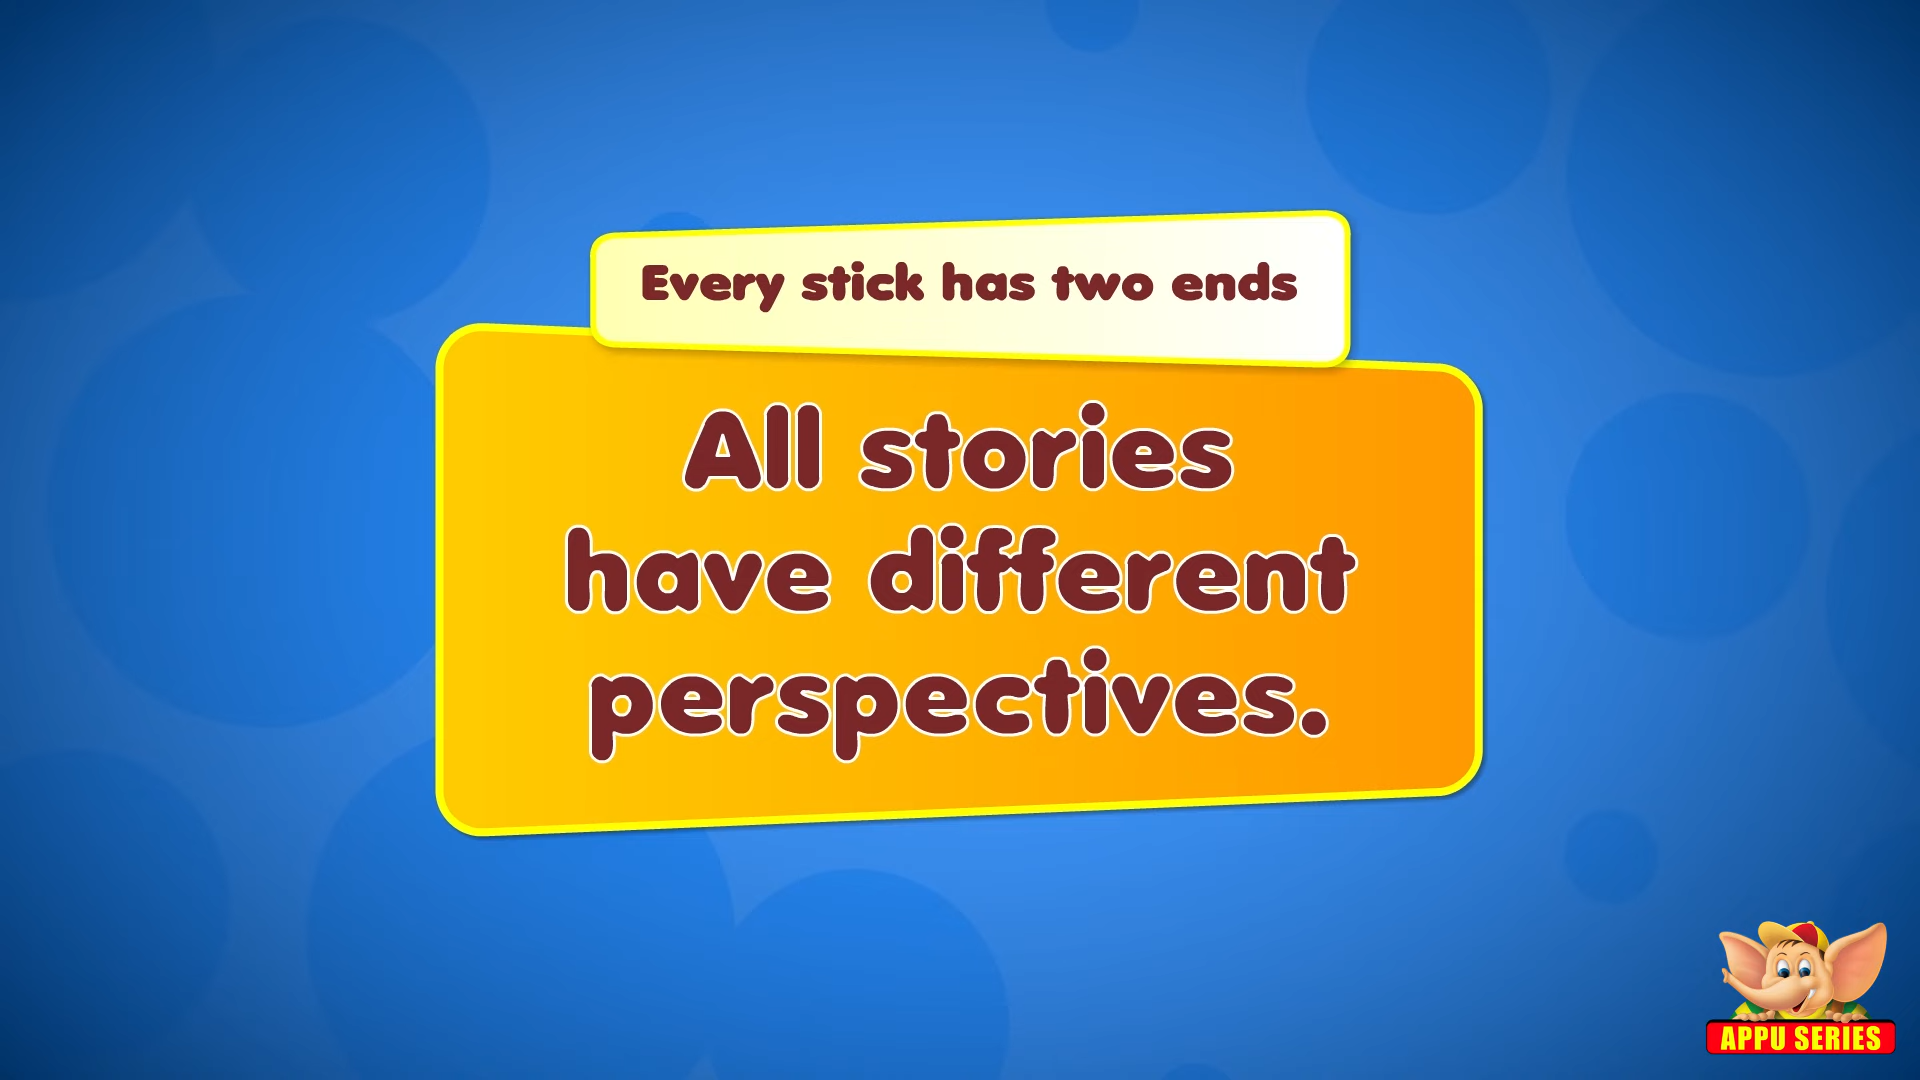 Every stick has two ends
All stories
have different
perspectives.
APPU SERIES